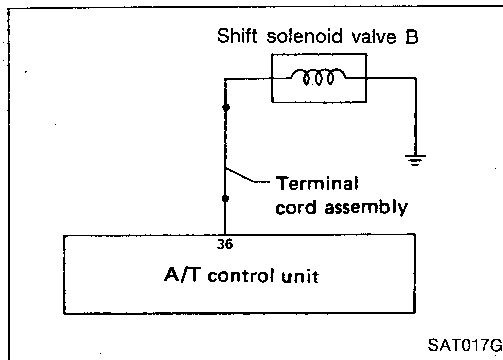 Shift solenoid valve B
Terminal
cord assembly
36
A/T control unit
SAT017G